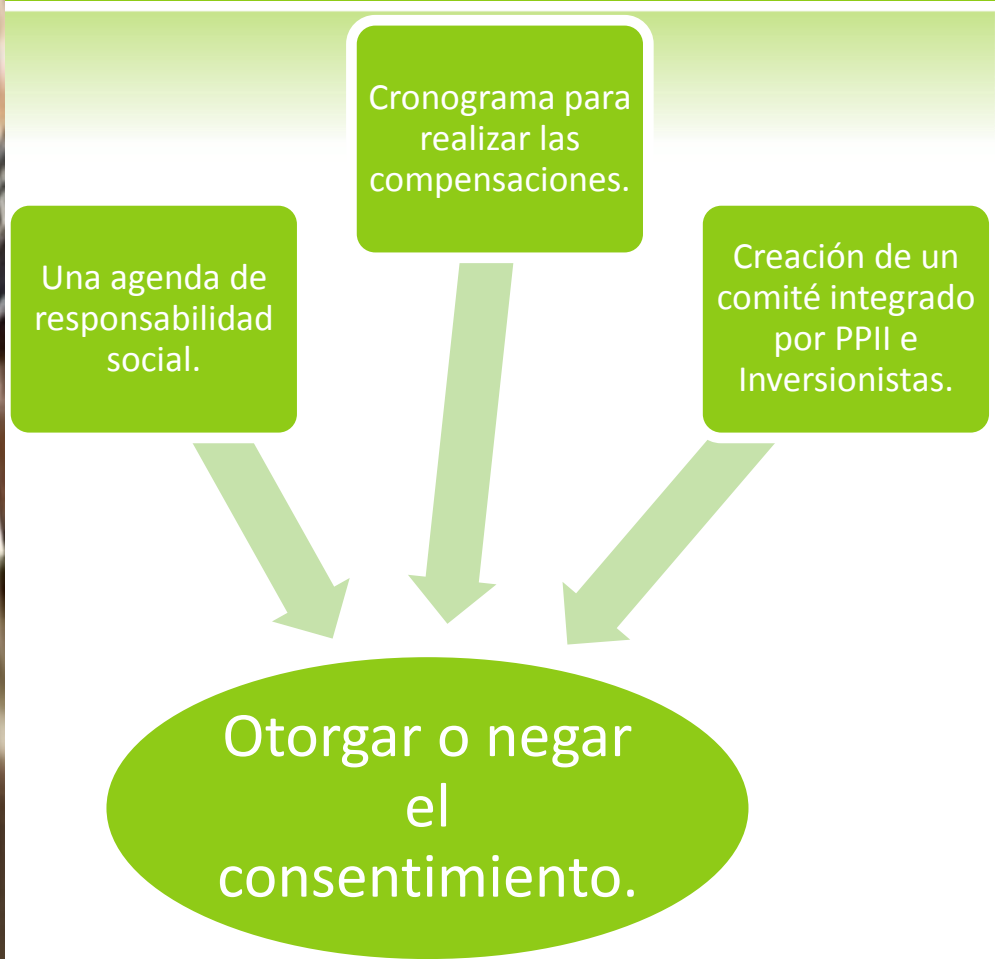 Cronograma para
realizar las
compensaciones.
Una agenda de
responsabilidad
social.
Creación de un
comité integrado
por PPII e
Inversionistas.
Otorgar o negar
el
consentimiento.